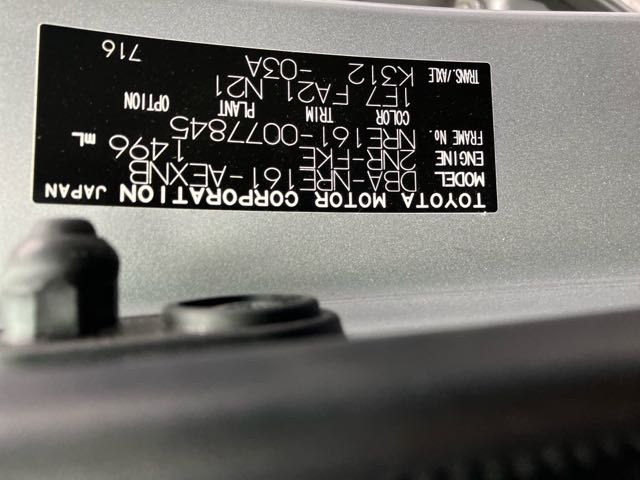 TOYOTA MOTOR CORPORATION JAPAN
MODEL DBA-NRE161-AEXNB
ENGINE 2NR-FKE 1496 mL
FRAME No. NRE161-0077845
COLOR TRIM PLANT OPTION
1E7 FA21 N21
TRANS./AXLE K312 -03A
716